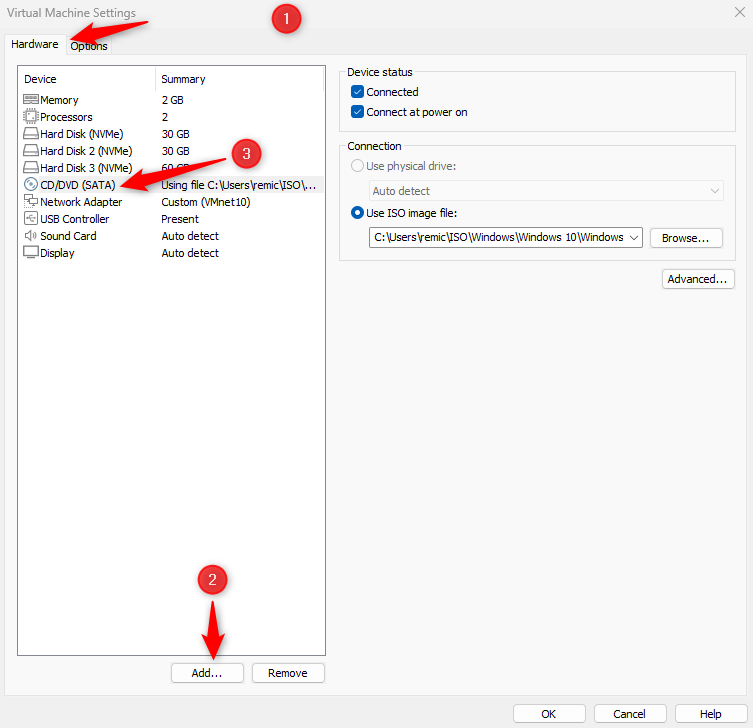 Virtual Machine Settings
1
Hardware
Options
Device Summary
Memory 2 GB
Processors 2
Hard Disk (NVMe) 30 GB
Hard Disk 2 (NVMe) 30 GB
3
Hard Disk 3 (NVMe) 60 GB
CD/DVD (SATA) Using file C:\Users\remic\ISO\...
Network Adapter Custom (VMnet10)
USB Controller Present
Sound Card Auto detect
Display Auto detect
2
Add... Remove
Device status
Connected
Connect at power on
Connection
Use physical drive:
Auto detect
Use ISO image file:
C:\Users\remic\ISO\Windows\Windows 10\Windows Browse...
Advanced...
OK Cancel Help